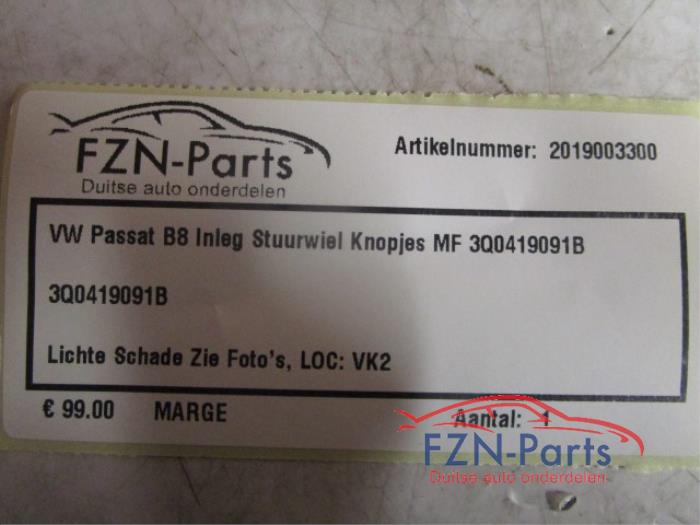 FZN-Parts
Duitse auto onderdelen
Artikelnummer: 2019003300
VW Passat B8 Inleg Stuurwiel Knopjes MF 3Q0419091B
3Q0419091B
Lichte Schade Zie Foto's, LOC: VK2
€ 99.00 MARGE Aantal: 1
FZN-Parts
Duitse auto onderdelen